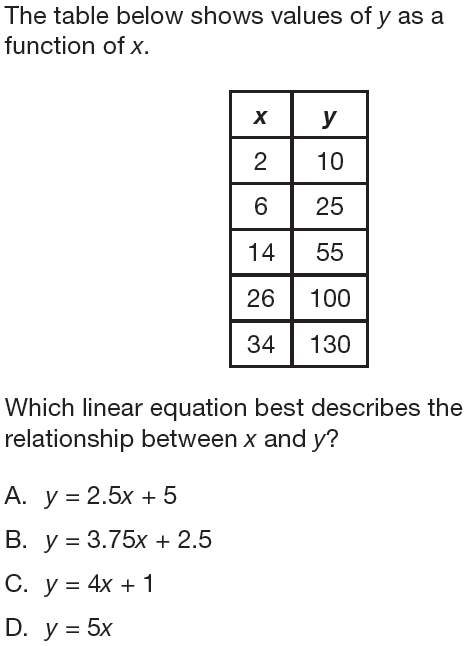 The table below shows values of y as a
function of x.
x y
2 10
6 25
14 55
26 100
34 130
Which linear equation best describes the
relationship between x and y?
A. y = 2.5x + 5
B. y = 3.75x + 2.5
C. y = 4x + 1
D. y = 5x